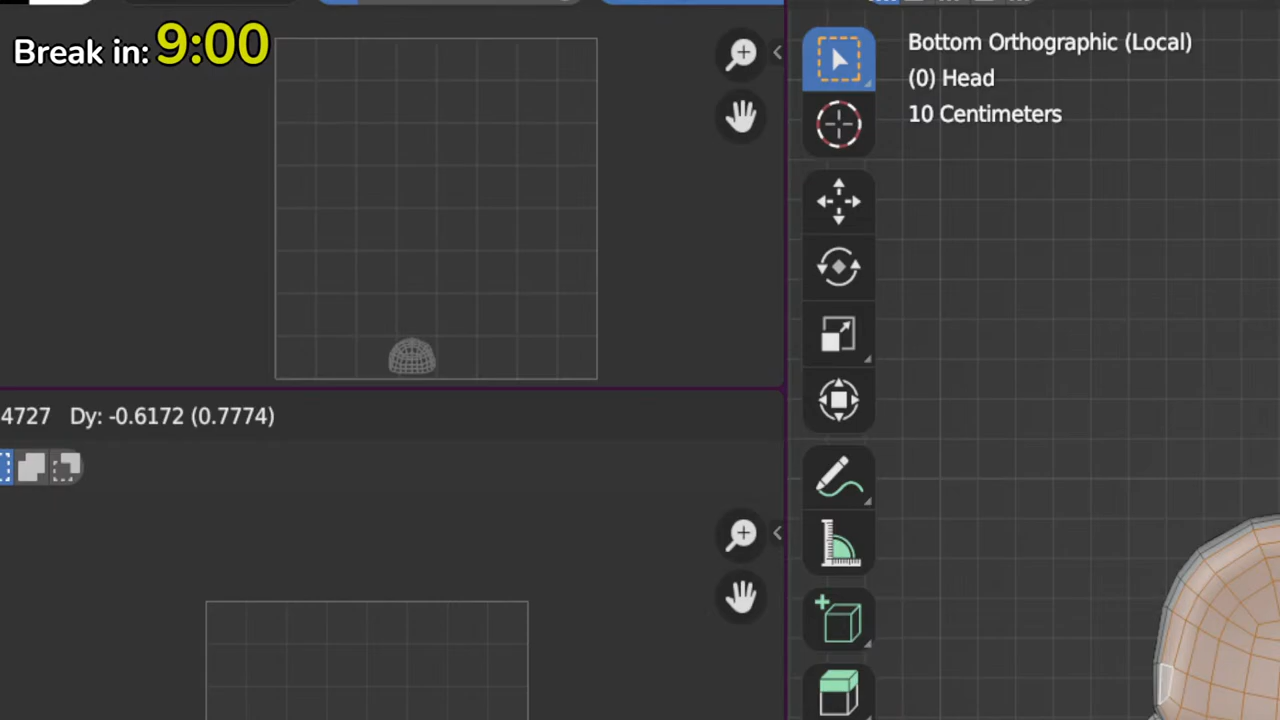 Break in: 9:00
Bottom Orthographic (Local)
(0) Head
10 Centimeters
4727 Dy: -0.6172 (0.7774)